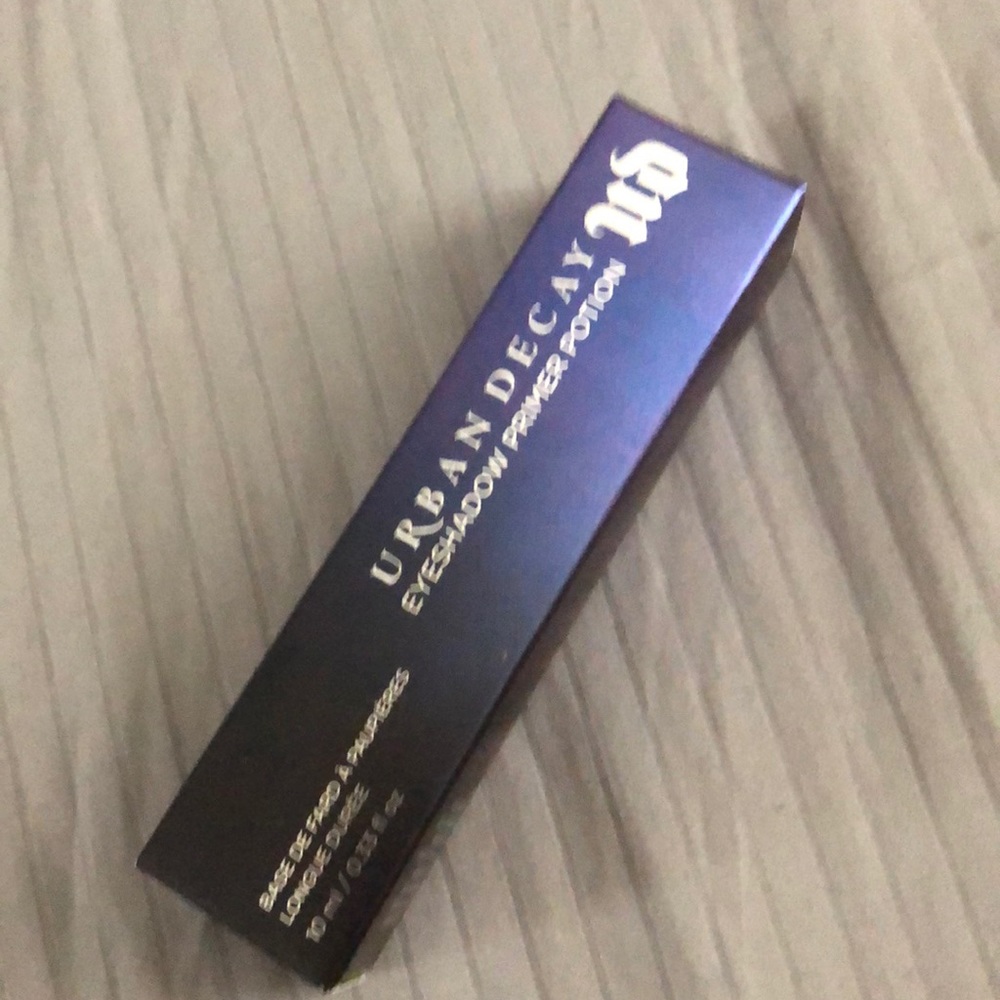 UD
URBAN DECAY
EYESHADOW PRIMER POTION
BASE DE FARD À PAUPIÈRES
LONGUE DURÉE
10 ml / 0.33 fl. oz